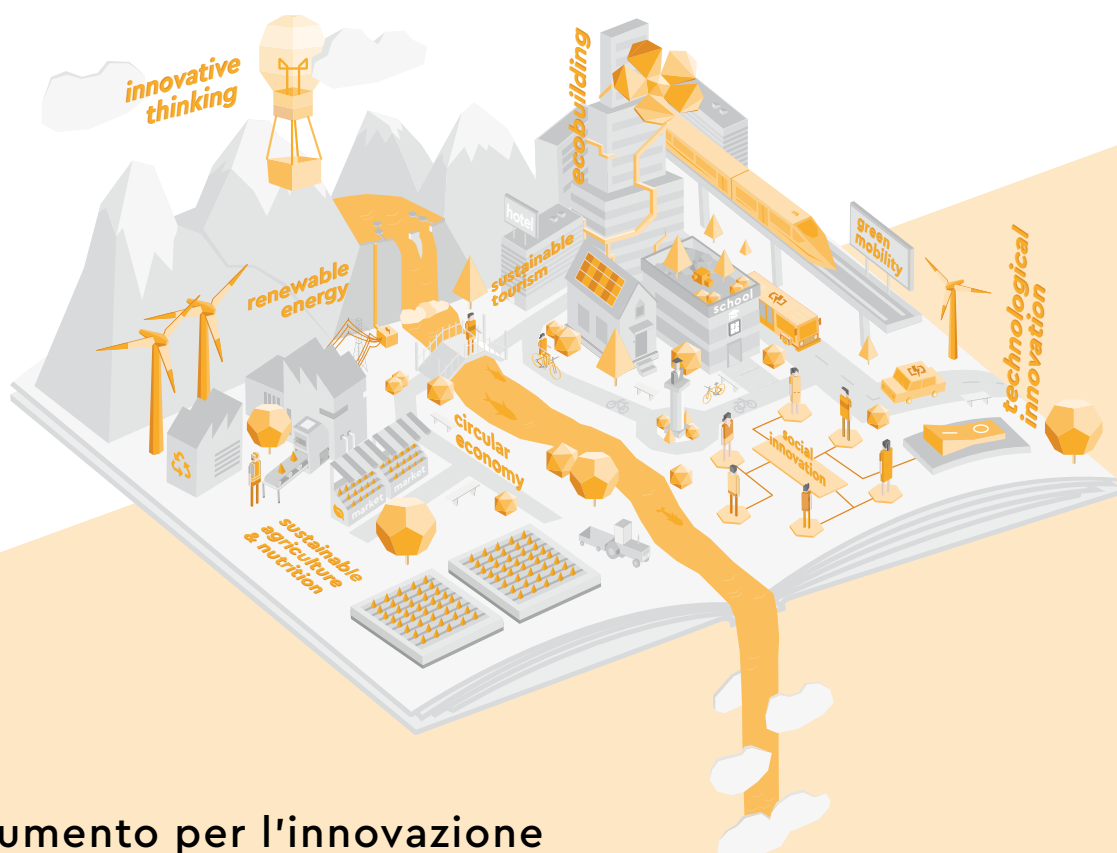 innovative
thinking
ecobuilding
hotel
green
mobility
renewable
energy
sustainable
tourism
school
technological
innovation
circular
economy
social
innovation
market
market
sustainable
agriculture
& nutrition
umento per l'innovazione